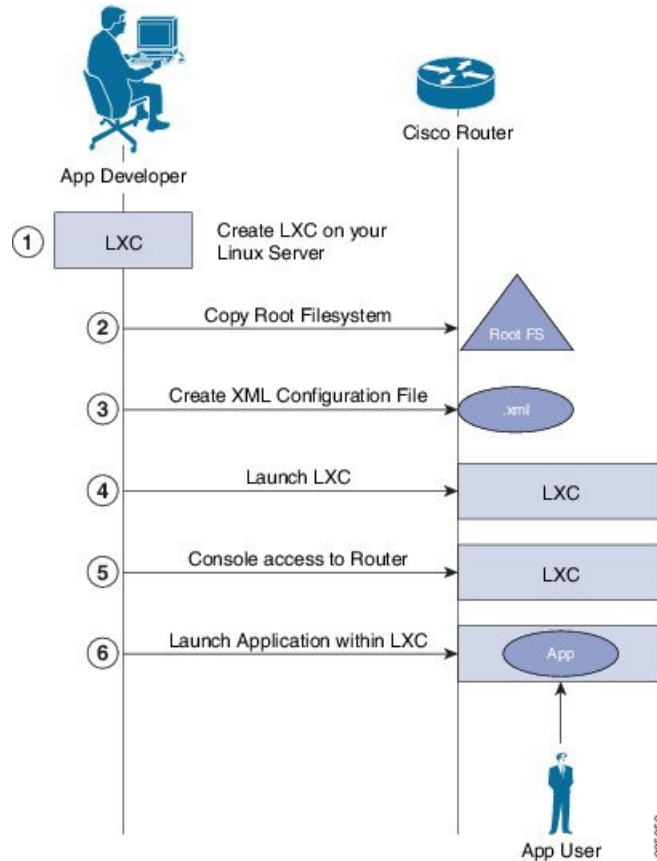 App Developer
Cisco Router
1
LXC
Create LXC on your
Linux Server
2
Copy Root Filesystem
Root FS
3
Create XML Configuration File
.xml
4
Launch LXC
LXC
5
Console access to Router
LXC
6
Launch Application within LXC
App
App User